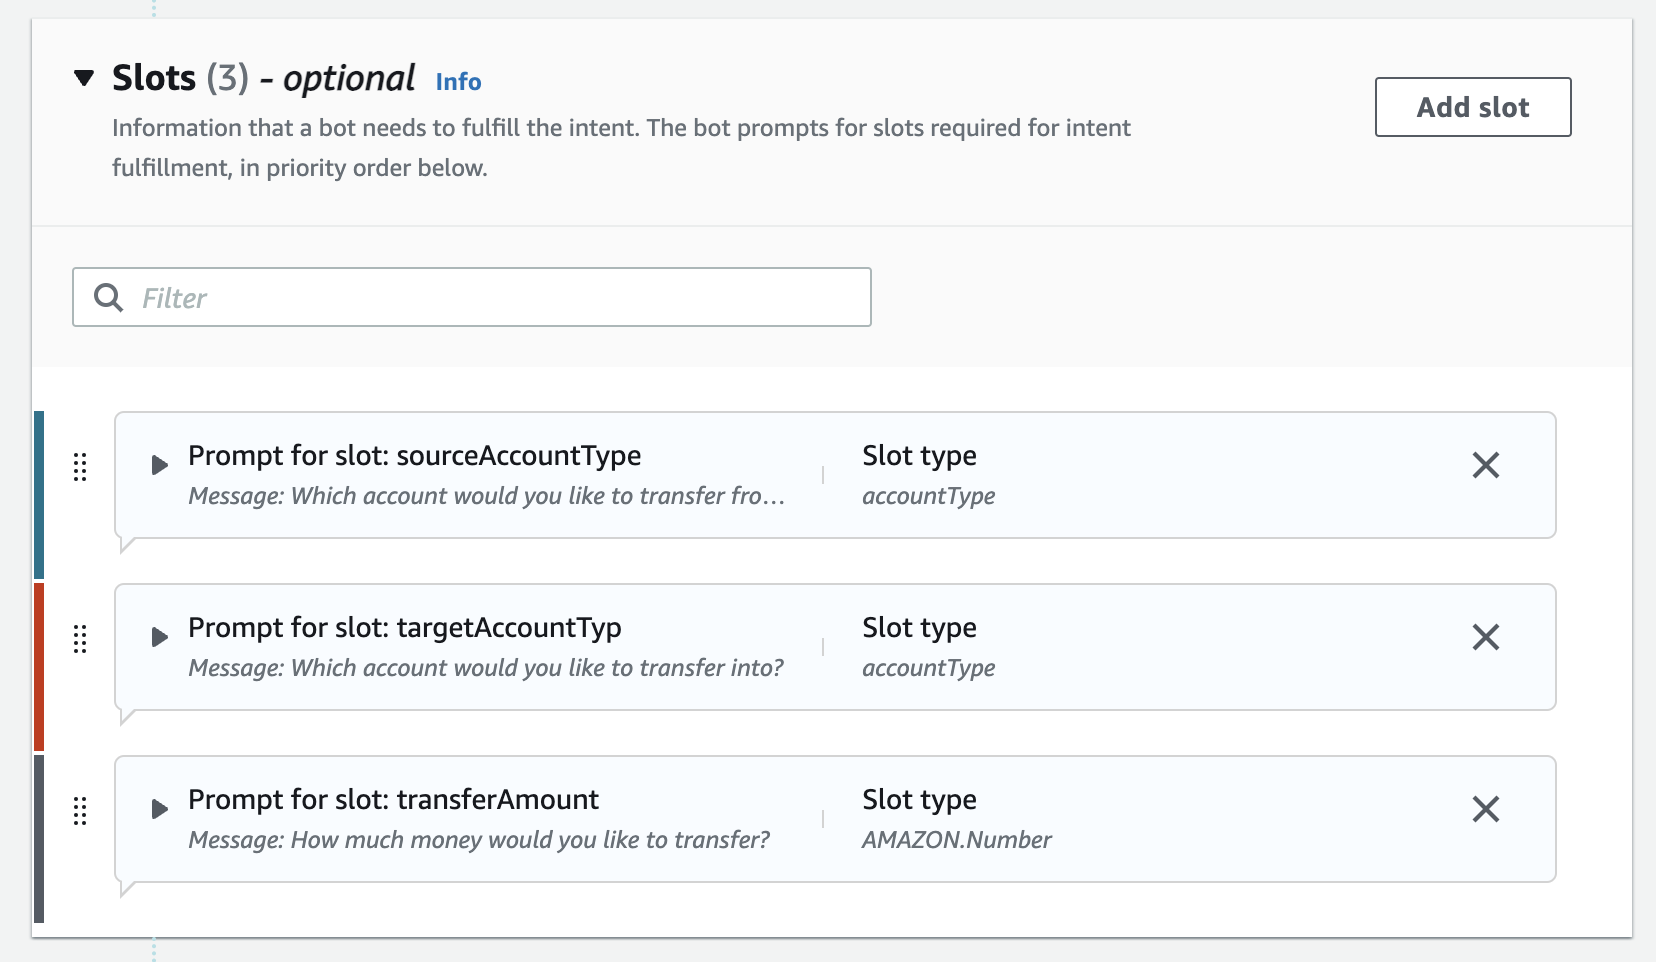 Slots (3) - optional Info
Add slot
Information that a bot needs to fulfill the intent. The bot prompts for slots required for intent
fulfillment, in priority order below.
Filter
Prompt for slot: sourceAccountType
Message: Which account would you like to transfer fro...
Slot type
accountType
Prompt for slot: targetAccountTyp
Message: Which account would you like to transfer into?
Slot type
accountType
Prompt for slot: transferAmount
Message: How much money would you like to transfer?
Slot type
AMAZON.Number